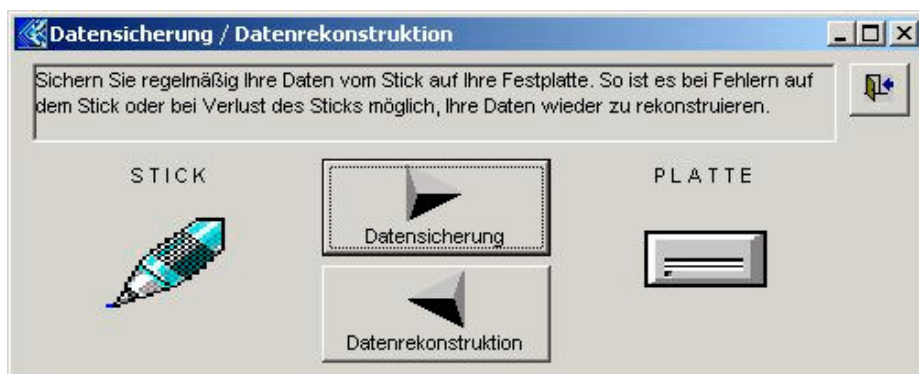 Datensicherung / Datenrekonstruktion
Sichern Sie regelmäßig Ihre Daten vom Stick auf Ihre Festplatte. So ist es bei Fehlern auf
dem Stick oder bei Verlust des Sticks möglich, Ihre Daten wieder zu rekonstruieren.
STICK
PLATTE
Datensicherung
Datenrekonstruktion